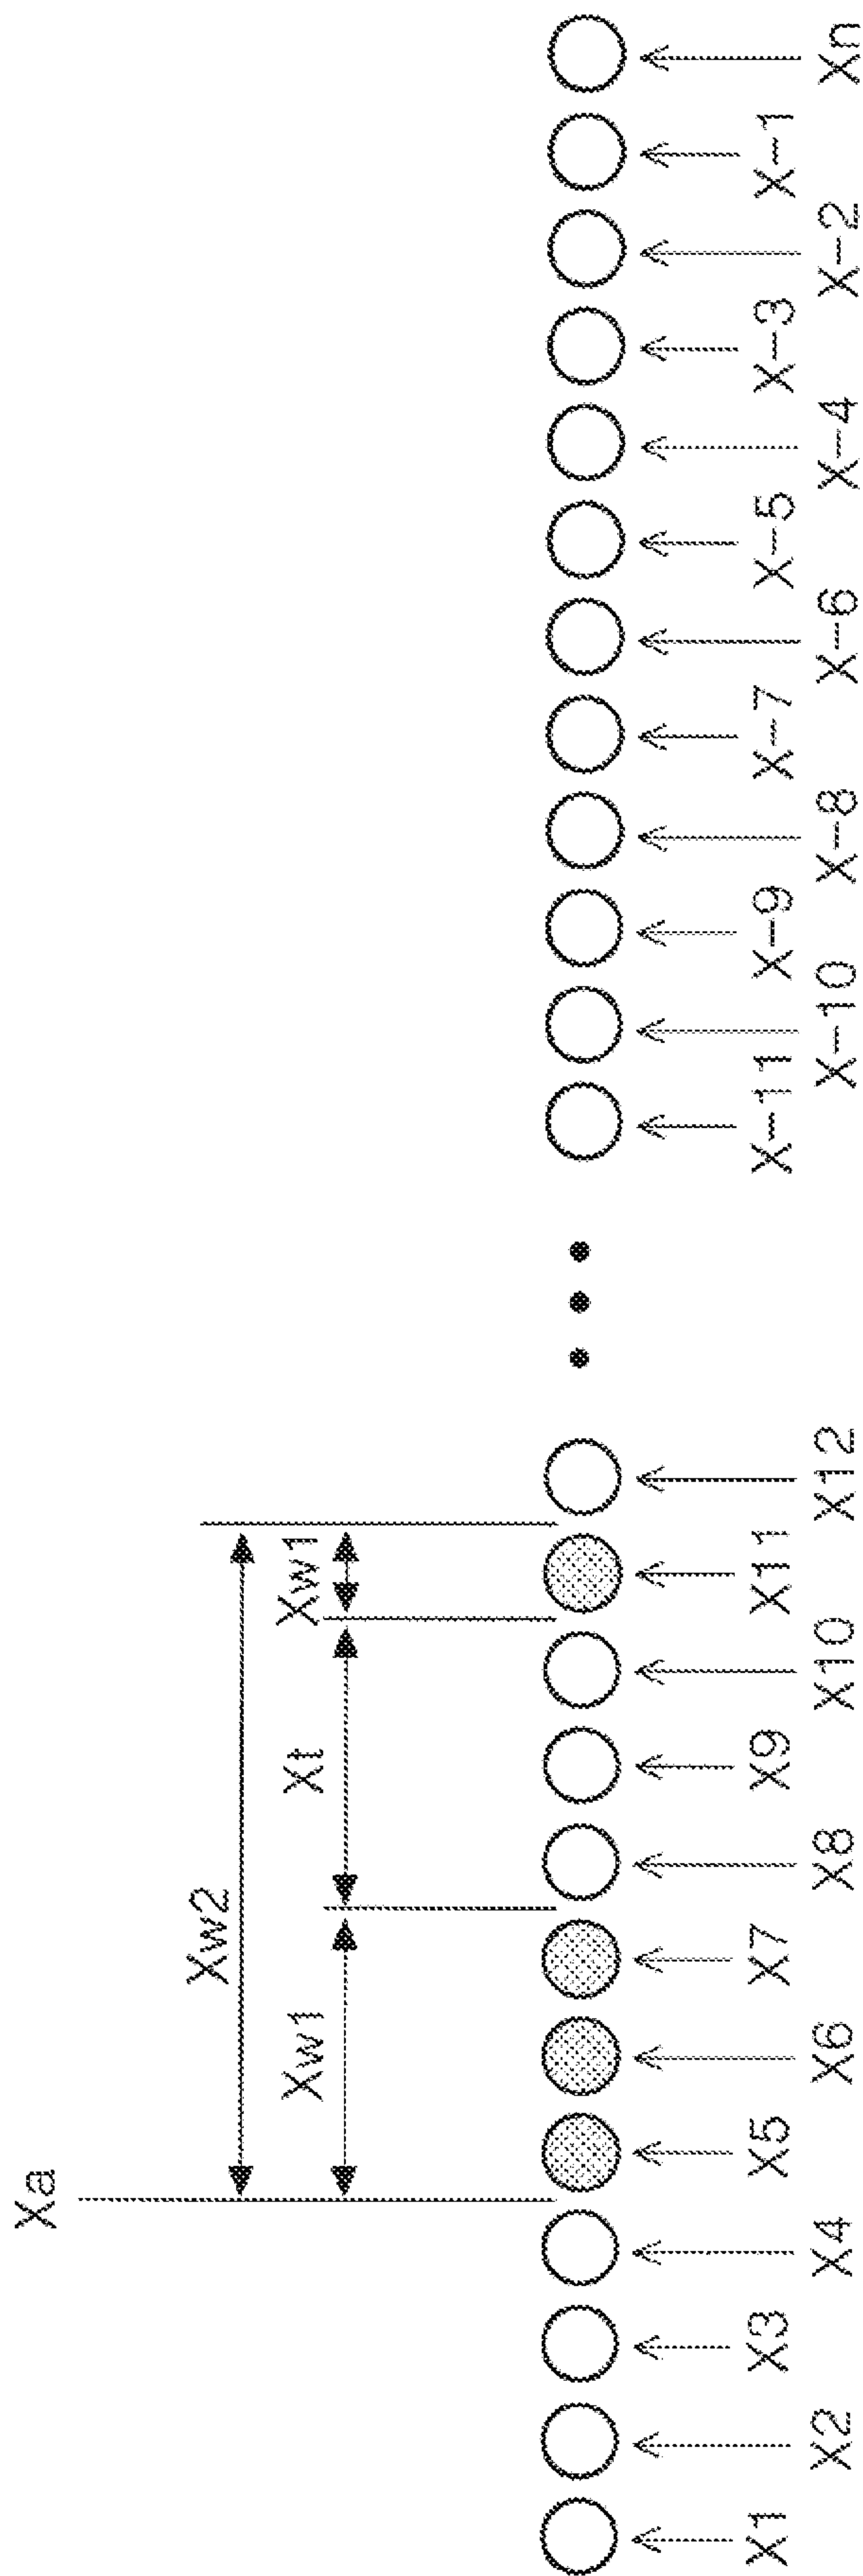 Xa
Xw2
Xw1 Xt Xw1
X1 X3 X5 X7 X9 X11 X-11 X-9 X-7 X-5 X-3 X-1
X2 X4 X6 X8 X10 X12 X-10 X-8 X-6 X-4 X-2 Xn